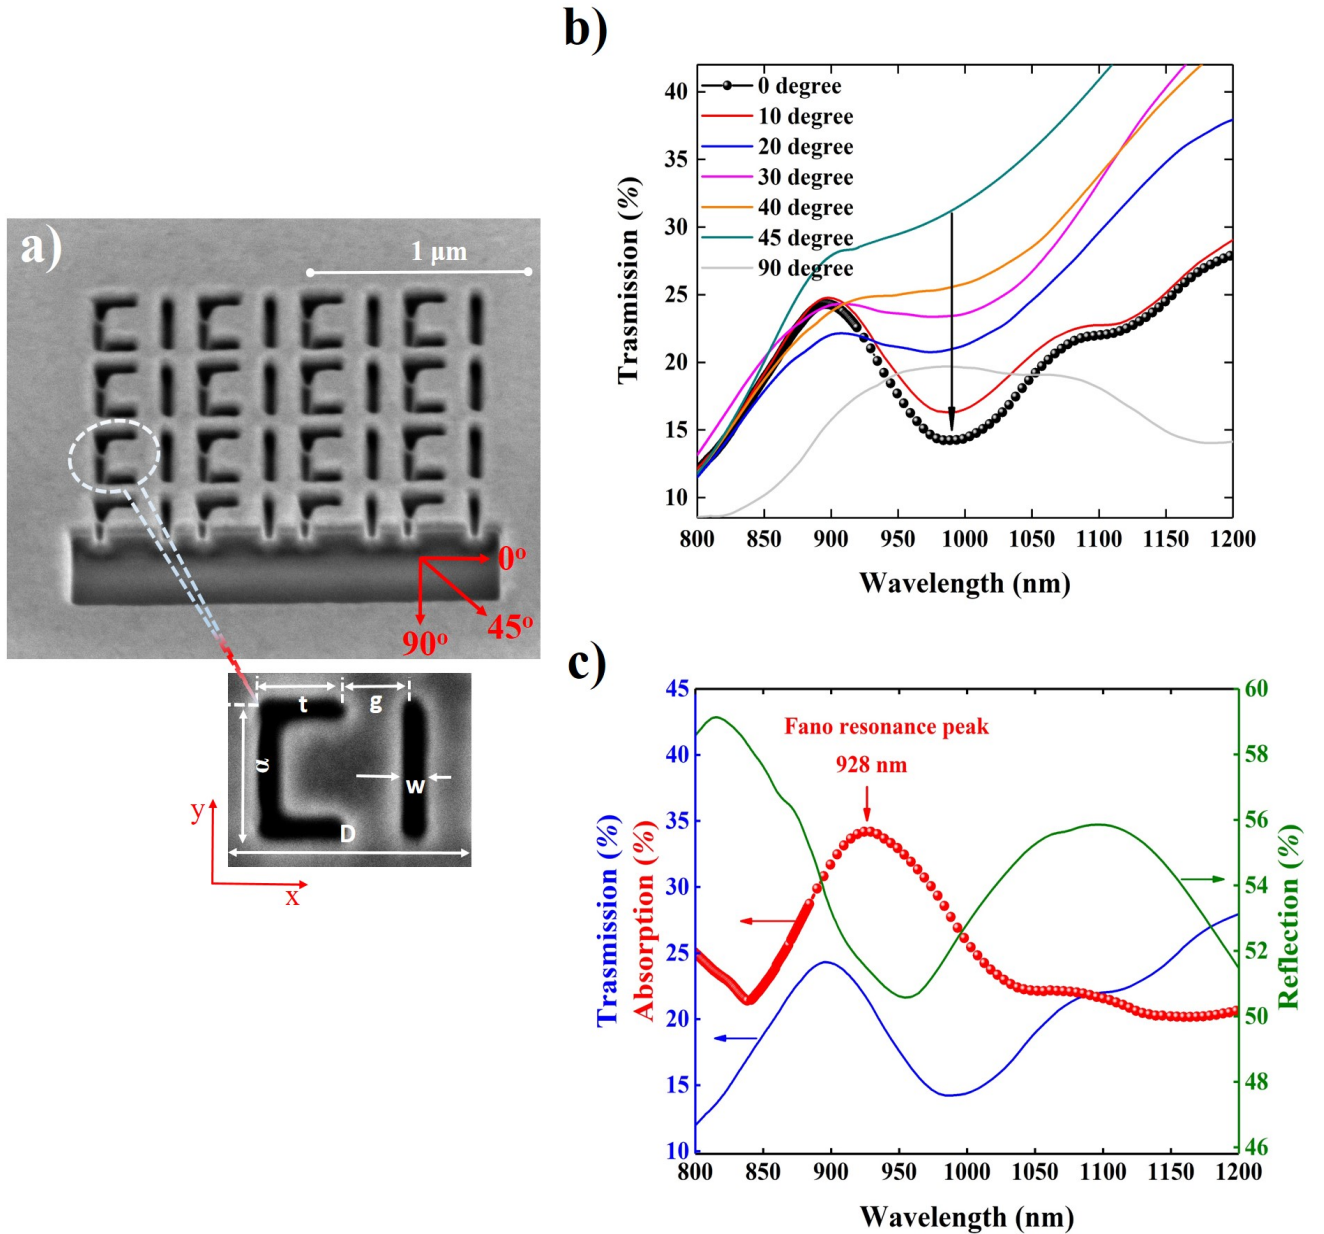 a)
1 μm
0°
45°
90°
t
g
α
w
D
y
x
b)
0 degree
10 degree
20 degree
30 degree
40 degree
45 degree
90 degree
Trasmission (%)
40
35
30
25
20
15
10
800 850 900 950 1000 1050 1100 1150 1200
Wavelength (nm)
c)
Fano resonance peak
928 nm
Trasmission (%)
Absorption (%)
45
40
35
30
25
20
15
10
Reflection (%)
60
58
56
54
52
50
48
46
800 850 900 950 1000 1050 1100 1150 1200
Wavelength (nm)